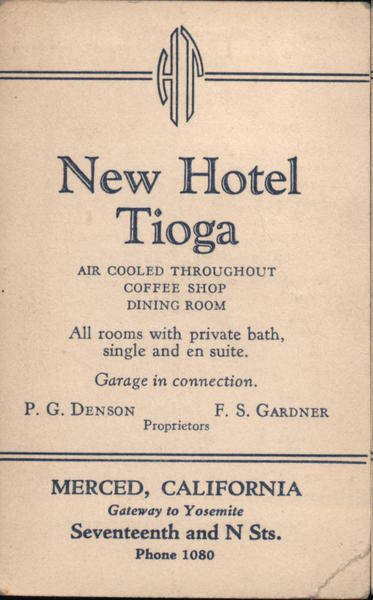 HT
New Hotel
Tioga
AIR COOLED THROUGHOUT
COFFEE SHOP
DINING ROOM
All rooms with private bath,
single and en suite.
Garage in connection.
P. G. DENSON F. S. GARDNER
Proprietors
MERCED, CALIFORNIA
Gateway to Yosemite
Seventeenth and N Sts.
Phone 1080